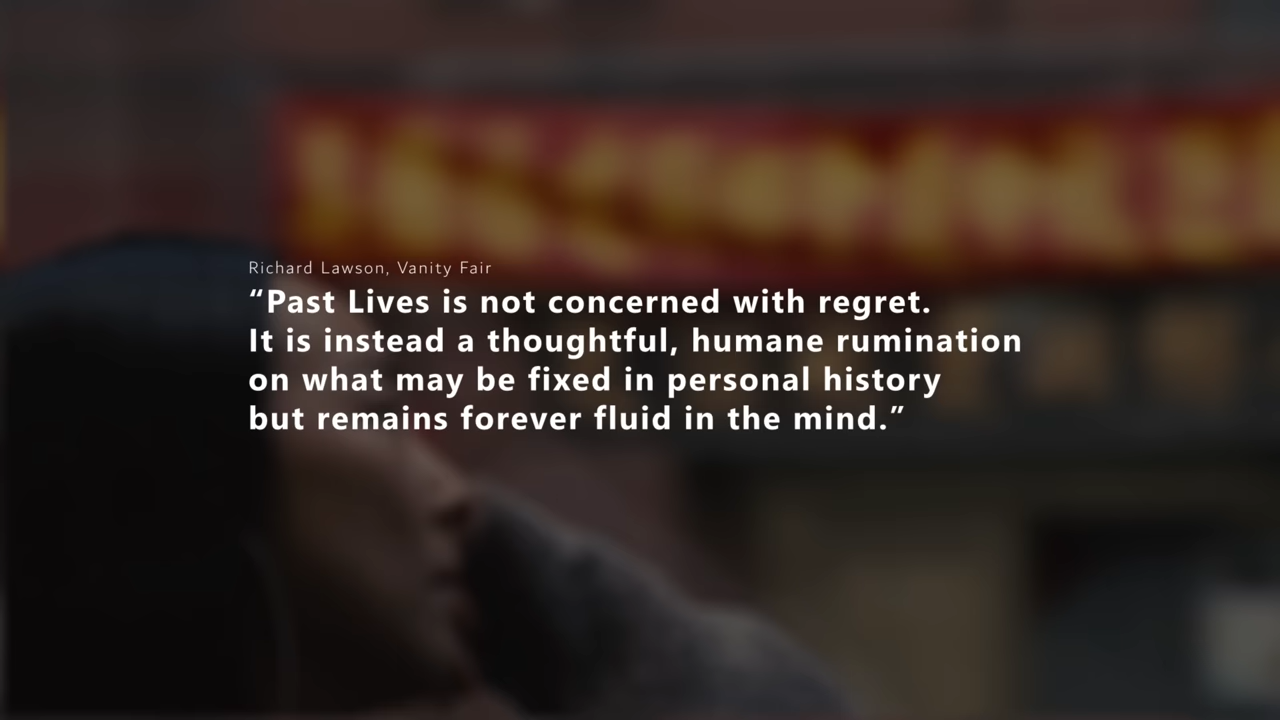 Richard Lawson, Vanity Fair
“Past Lives is not concerned with regret.
It is instead a thoughtful, humane rumination
on what may be fixed in personal history
but remains forever fluid in the mind.”